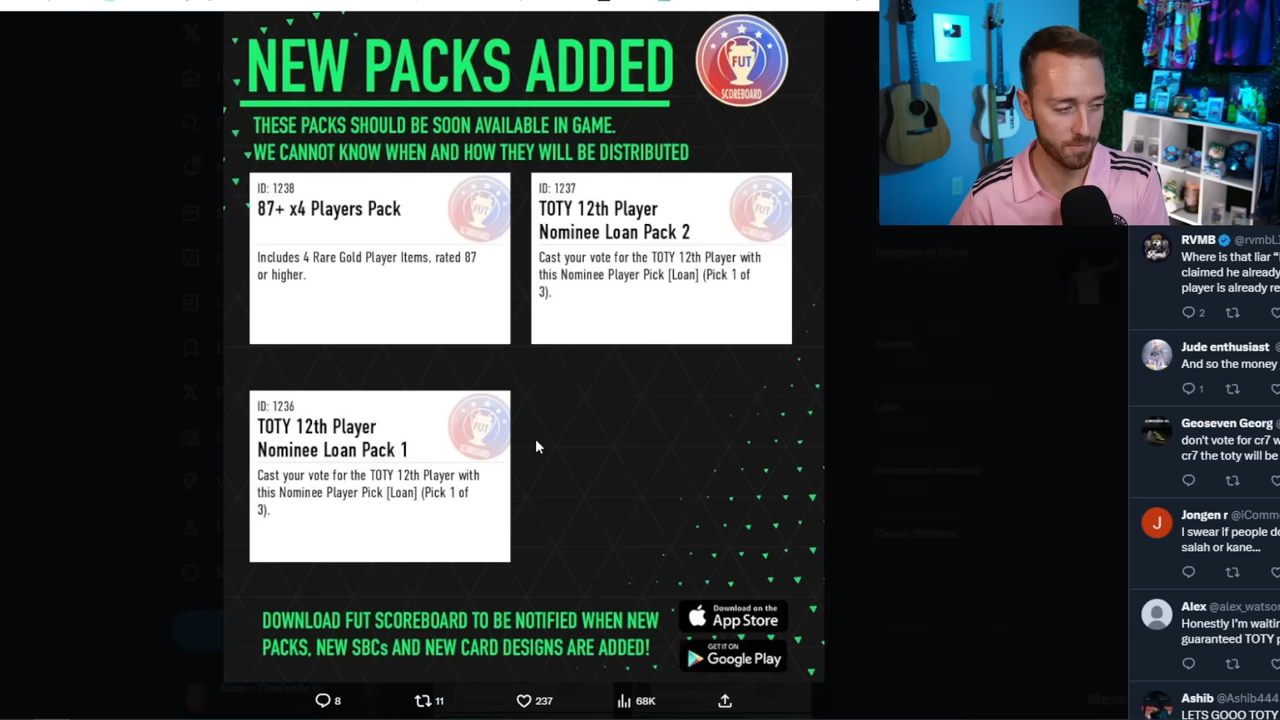 NEW PACKS ADDED
FUT
SCOREBOARD
THESE PACKS SHOULD BE SOON AVAILABLE IN GAME.
WE CANNOT KNOW WHEN AND HOW THEY WILL BE DISTRIBUTED
ID: 1238
87+ x4 Players Pack
FUT
SCOREBOARD
Includes 4 Rare Gold Player Items, rated 87
or higher.
ID: 1237
TOTY 12th Player
Nominee Loan Pack 2
FUT
SCOREBOARD
Cast your vote for the TOTY 12th Player with
this Nominee Player Pick [Loan] (Pick 1 of
3).
ID: 1236
TOTY 12th Player
Nominee Loan Pack 1
FUT
SCOREBOARD
Cast your vote for the TOTY 12th Player with
this Nominee Player Pick [Loan] (Pick 1 of
3).
DOWNLOAD FUT SCOREBOARD TO BE NOTIFIED WHEN NEW
PACKS, NEW SBCs AND NEW CARD DESIGNS ARE ADDED!
Download on the
App Store
GET IT ON
Google Play
8
11
237
68K
RVMB @rvmbL
Where is that liar
claimed he already
player is already
2
Jude enthusiast @
And so the money
1
Geoseven Georg
don't vote for cr7
cr7 the toty will be
J
Jongen r @iComm
I swear if people
salah or kane...
Alex @alex_watso
Honestly I'm
guaranteed TOTY
Ashib @Ashib444
LETS GOOO TOTY